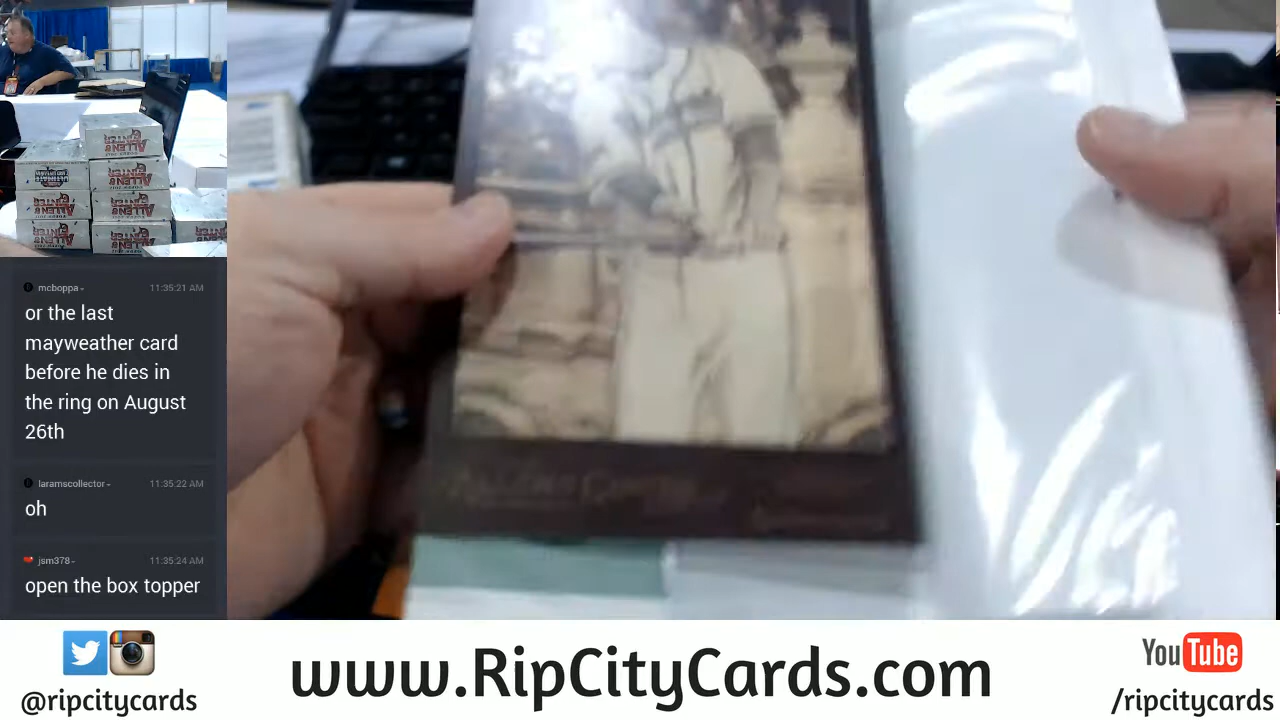 ALLEN &
GINTER
mcboppa- 11:35:21 AM
or the last
mayweather card
before he dies in
the ring on August
26th
laramscollector- 11:35:22 AM
oh
jsm378- 11:35:24 AM
open the box topper
www.RipCityCards.com
@ripcitycards
YouTube
/ripcitycards